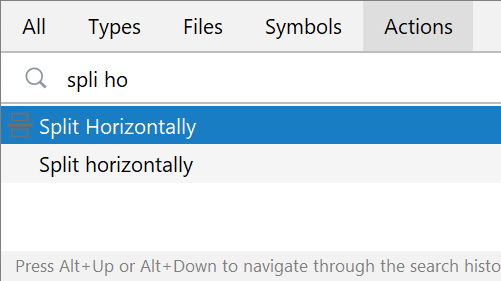 All Types Files Symbols Actions
spli ho
Split Horizontally
Split horizontally
Press Alt+Up or Alt+Down to navigate through the search histo